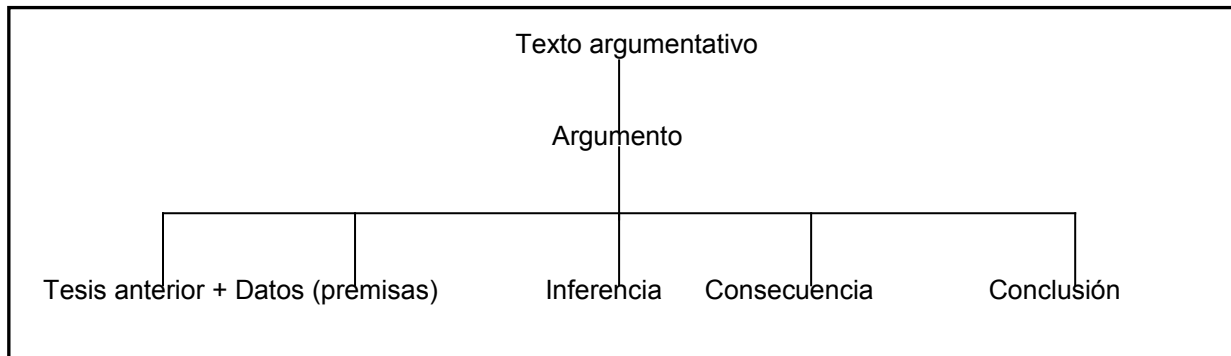 Texto argumentativo
Argumento
Tesis anterior + Datos (premisas) Inferencia Consecuencia Conclusión